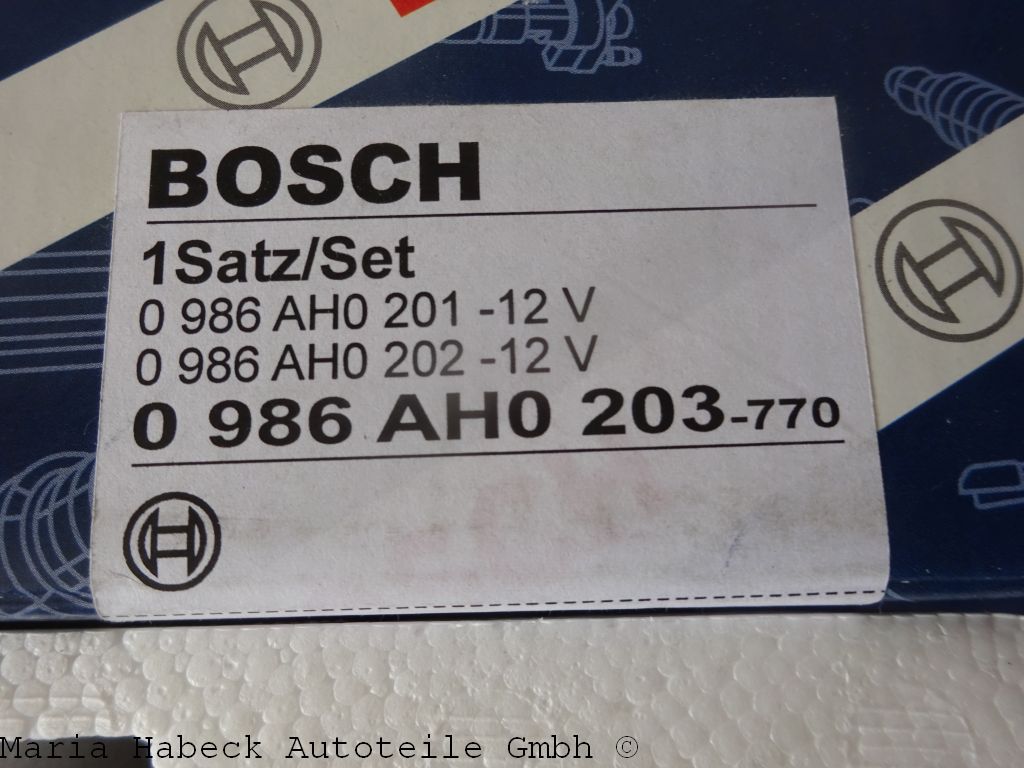 BOSCH
1Satz/Set
0 986 AH0 201 -12 V
0 986 AH0 202 -12 V
0 986 AH0 203-770
Maria Habeck Autoteile Gmbh ©